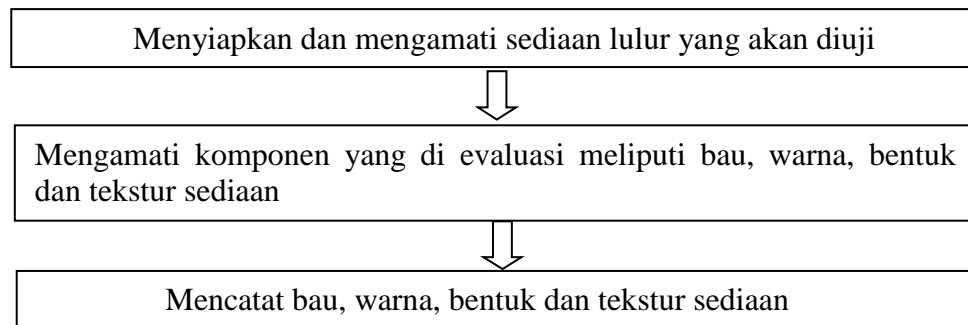 Menyiapkan dan mengamati sediaan lulur yang akan diuji
Mengamati komponen yang di evaluasi meliputi bau, warna, bentuk
dan tekstur sediaan
Mencatat bau, warna, bentuk dan tekstur sediaan